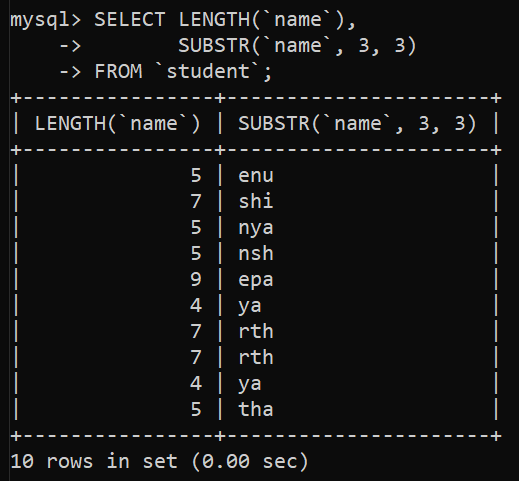 mysql> SELECT LENGTH(`name`),
    ->        SUBSTR(`name`, 3, 3)
    -> FROM `student`;
+----------------+----------------------+
| LENGTH(`name`) | SUBSTR(`name`, 3, 3) |
+----------------+----------------------+
|              5 | enu                  |
|              7 | shi                  |
|              5 | nya                  |
|              5 | nsh                  |
|              9 | epa                  |
|              4 | ya                   |
|              7 | rth                  |
|              7 | rth                  |
|              4 | ya                   |
|              5 | tha                  |
+----------------+----------------------+
10 rows in set (0.00 sec)